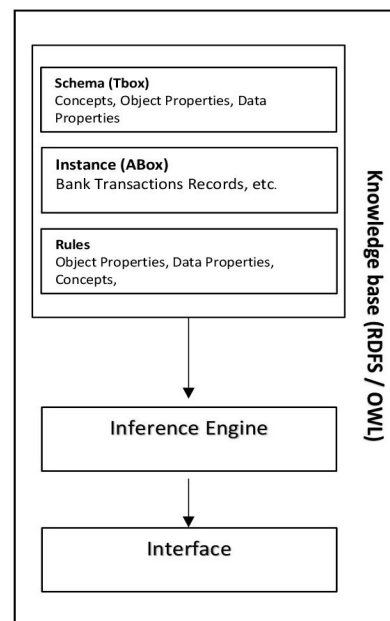 Schema (Tbox)
Concepts, Object Properties, Data
Properties
Instance (ABox)
Bank Transactions Records, etc.
Rules
Object Properties, Data Properties,
Concepts,
Knowledge base (RDFS / OWL)
Inference Engine
Interface